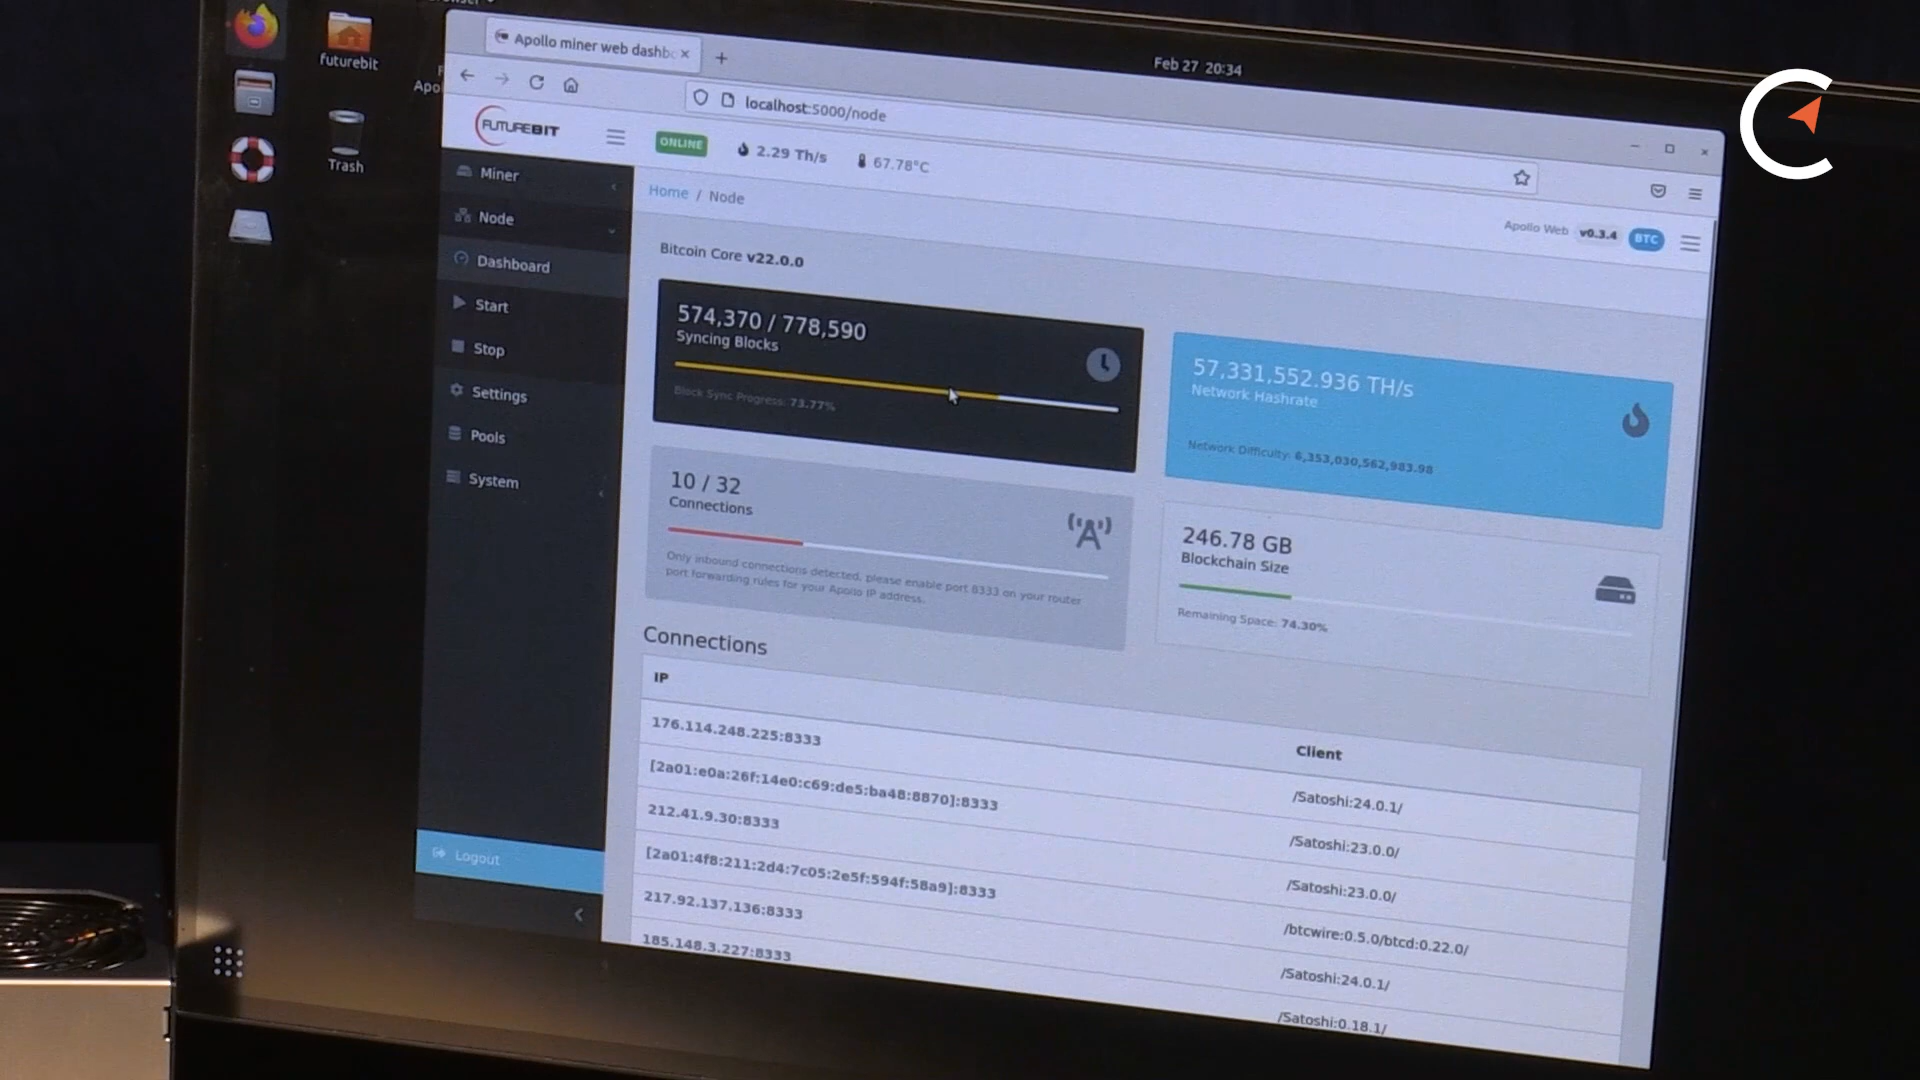 futurebit
Trash
Apo
Apollo miner web dashbo
Feb 27 20:34
localhost:5000/node
FUTUREBIT
ONLINE
2.29 Th/s
67.78°C
Home / Node
Apollo Web v0.3.4 BTC
Miner
Node
Dashboard
Start
Stop
Settings
Pools
System
Logout
Bitcoin Core v22.0.0
574,370 / 778,590
Syncing Blocks
Block Sync Progress: 73.77%
57,331,552.936 TH/s
Network Hashrate
Network Difficulty: 6,353,030,562,983.98
10 / 32
Connections
Only inbound connections detected, please enable port 8333 on your router
port forwarding rules for your Apollo IP address.
246.78 GB
Blockchain Size
Remaining Space: 74.30%
Connections
IP
Client
176.114.248.225:8333
/Satoshi:24.0.1/
[2a01:e0a:26f:14e0:c69:de5:ba48:8870]:8333
/Satoshi:23.0.0/
212.41.9.30:8333
/Satoshi:23.0.0/
[2a01:4f8:211:2d4:7c05:2e5f:594f:58a9]:8333
/btcwire:0.5.0/btcd:0.22.0/
217.92.137.136:8333
/Satoshi:24.0.1/
185.148.3.227:8333
/Satoshi:0.18.1/